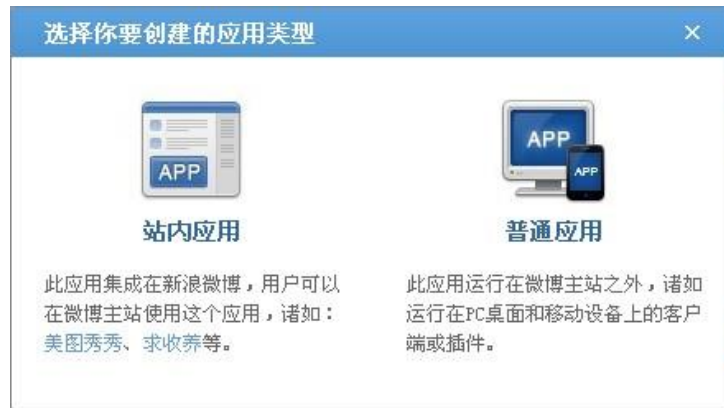 选择你要创建的应用类型
×
APP
APP
APP
站内应用
普通应用
此应用集成在新浪微博，用户可以
在微博主站使用这个应用，诸如：
美图秀秀、求收养等。
此应用运行在微博主站之外，诸如
运行在PC桌面和移动设备上的客户
端或插件。